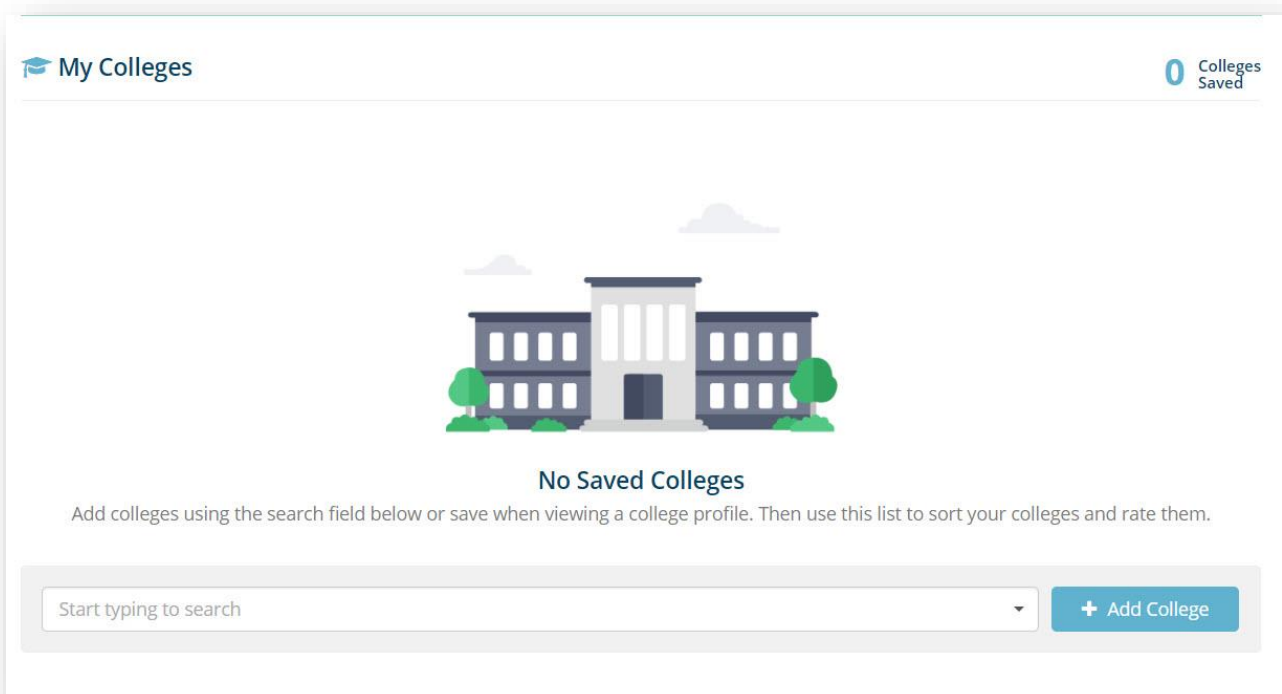 My Colleges
0 Colleges
Saved
No Saved Colleges
Add colleges using the search field below or save when viewing a college profile. Then use this list to sort your colleges and rate them.
Start typing to search
+ Add College